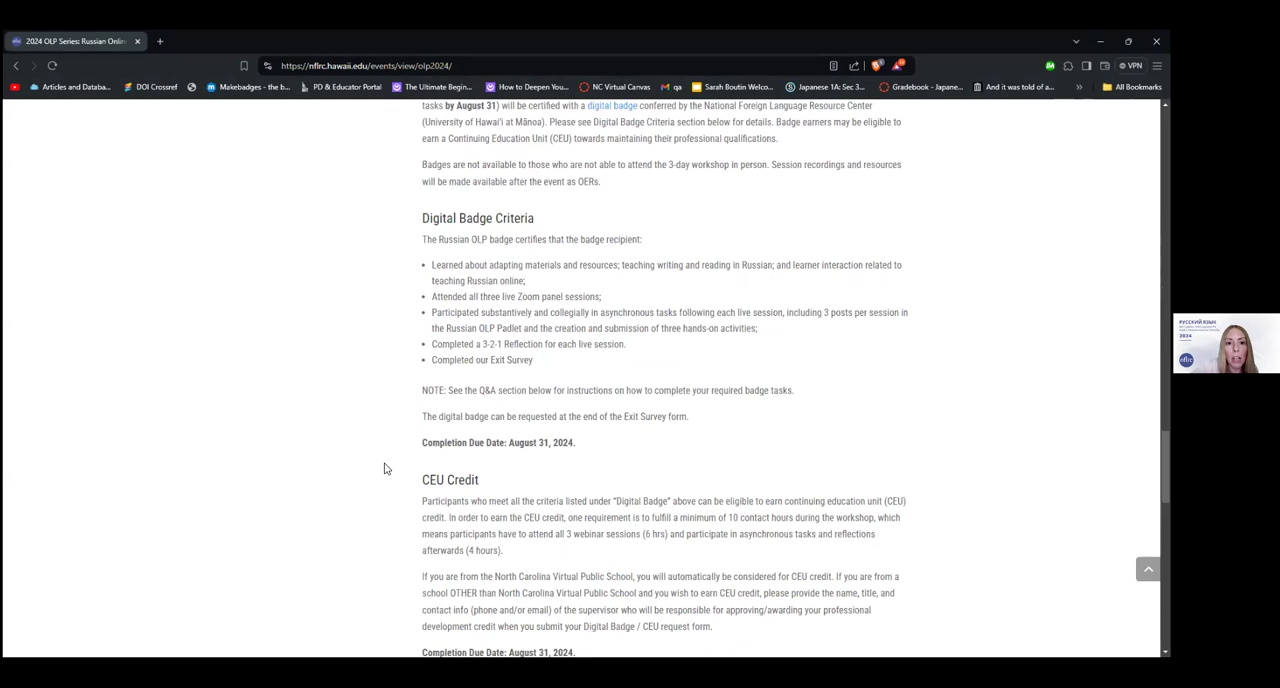 2024 OLP Series: Russian Onlin
https://nflrc.hawaii.edu/events/view/olp2024/
VPN
Articles and Databa...
DOI Crossref
Makebadges - the b...
PD & Educator Portal
The Ultimate Begin...
How to Deepen You...
NC Virtual Canvas
qa
Sarah Boutin Welco...
Japanese 1A: Sec 3...
Gradebook - Japane...
And it was told of a...
All Bookmarks
tasks by August 31) will be certified with a digital badge conferred by the National Foreign Language Resource Center
(University of Hawai'i at Mānoa). Please see Digital Badge Criteria section below for details. Badge earners may be eligible to
earn a Continuing Education Unit (CEU) towards maintaining their professional qualifications.
Badges are not available to those who are not able to attend the 3-day workshop in person. Session recordings and resources
will be made available after the event as OERs.
Digital Badge Criteria
The Russian OLP badge certifies that the badge recipient:
Learned about adapting materials and resources; teaching writing and reading in Russian; and learner interaction related to
teaching Russian online;
Attended all three live Zoom panel sessions;
Participated substantively and collegially in asynchronous tasks following each live session, including 3 posts per session in
the Russian OLP Padlet and the creation and submission of three hands-on activities;
Completed a 3-2-1 Reflection for each live session.
Completed our Exit Survey
NOTE: See the Q&A section below for instructions on how to complete your required badge tasks.
The digital badge can be requested at the end of the Exit Survey form.
Completion Due Date: August 31, 2024.
CEU Credit
Participants who meet all the criteria listed under “Digital Badge” above can be eligible to earn continuing education unit (CEU)
credit. In order to earn the CEU credit, one requirement is to fulfill a minimum of 10 contact hours during the workshop, which
means participants have to attend all 3 webinar sessions (6 hrs) and participate in asynchronous tasks and reflections
afterwards (4 hours).
If you are from the North Carolina Virtual Public School, you will automatically be considered for CEU credit. If you are from a
school OTHER than North Carolina Virtual Public School and you wish to earn CEU credit, please provide the name, title, and
contact info (phone and/or email) of the supervisor who will be responsible for approving/awarding your professional
development credit when you submit your Digital Badge / CEU request form.
Completion Due Date: August 31, 2024.
РУССКИЙ ЯЗЫК
2024
nflrc